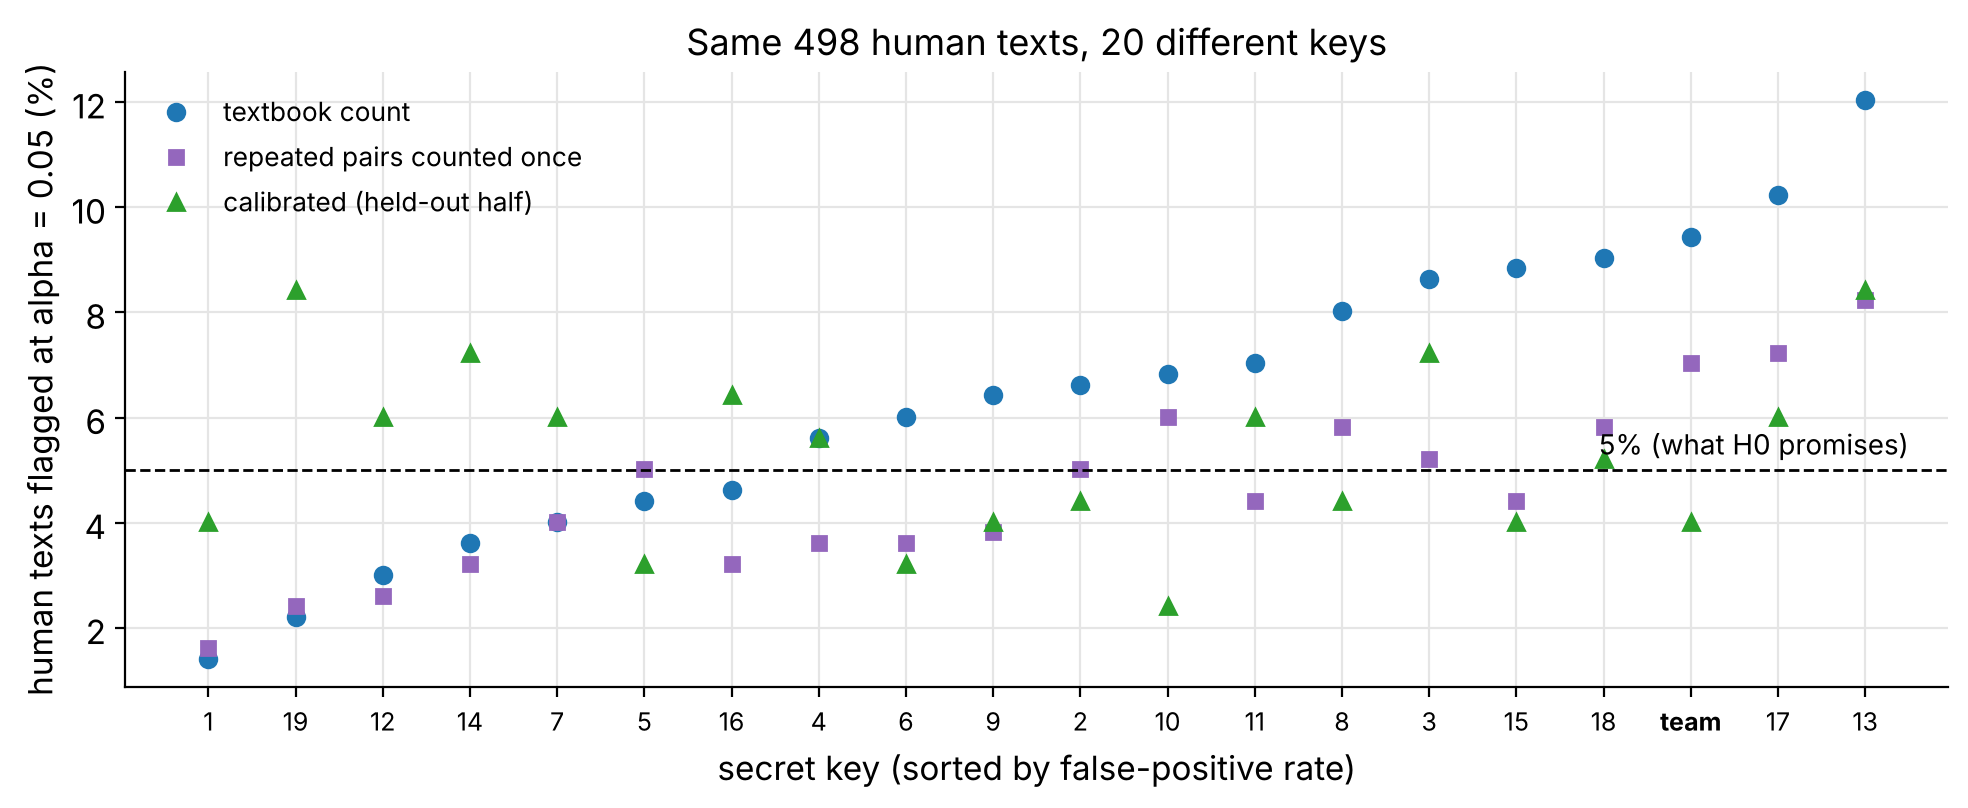 Same 498 human texts, 20 different keys
human texts flagged at alpha = 0.05 (%)
12
10
8
6
4
2
textbook count
repeated pairs counted once
calibrated (held-out half)
5% (what H0 promises)
1 19 12 14 7 5 16 4 6 9 2 10 11 8 3 15 18 team 17 13
secret key (sorted by false-positive rate)